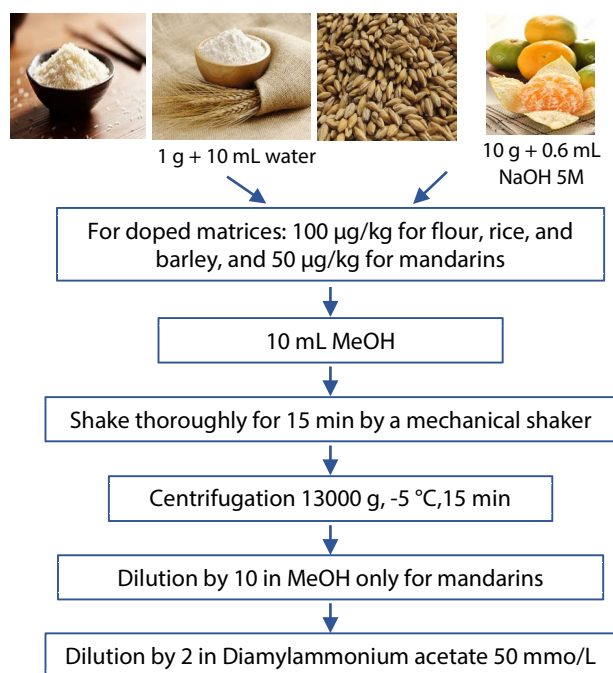 1 g + 10 mL water
10 g + 0.6 mL
NaOH 5M
For doped matrices: 100 µg/kg for flour, rice, and
barley, and 50 µg/kg for mandarins
10 mL MeOH
Shake thoroughly for 15 min by a mechanical shaker
Centrifugation 13000 g, -5 °C,15 min
Dilution by 10 in MeOH only for mandarins
Dilution by 2 in Diamylammonium acetate 50 mmo/L